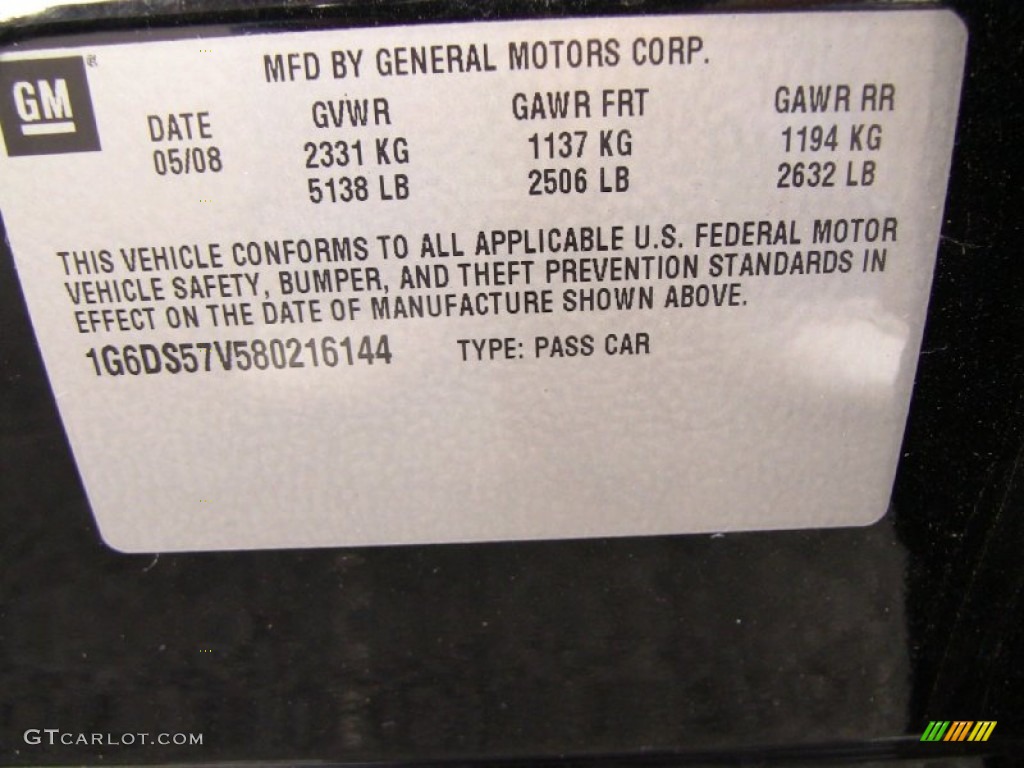 MFD BY GENERAL MOTORS CORP.
GM ®
DATE GVWR GAWR FRT GAWR RR
05/08 2331 KG 1137 KG 1194 KG
5138 LB 2506 LB 2632 LB
THIS VEHICLE CONFORMS TO ALL APPLICABLE U.S. FEDERAL MOTOR
VEHICLE SAFETY, BUMPER, AND THEFT PREVENTION STANDARDS IN
EFFECT ON THE DATE OF MANUFACTURE SHOWN ABOVE.
1G6DS57V580216144 TYPE: PASS CAR
GTCARLOT.COM